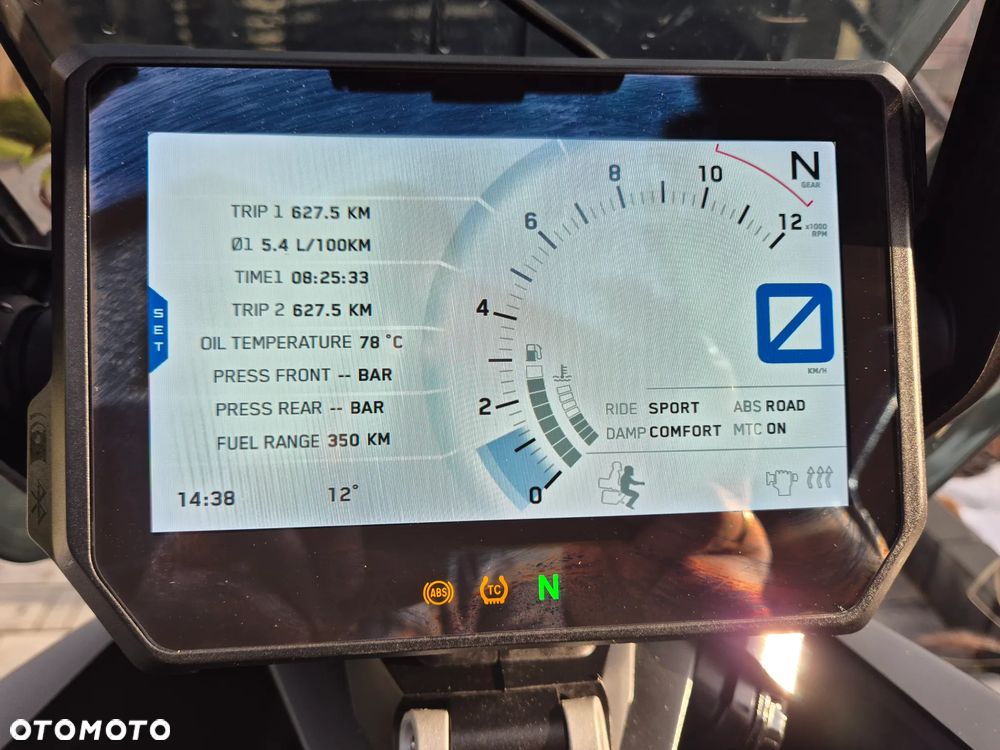 TRIP 1 627.5 KM
Ø1 5.4 L/100KM
TIME1 08:25:33
TRIP 2 627.5 KM
OIL TEMPERATURE 78 °C
PRESS FRONT -- BAR
PRESS REAR -- BAR
FUEL RANGE 350 KM
14:38 12°
SET
0
2
4
6
8
10
12 x1000 RPM
N
GEAR
0
KM/H
RIDE SPORT ABS ROAD
DAMP COMFORT MTC ON
ABS TC N
OTOMOTO